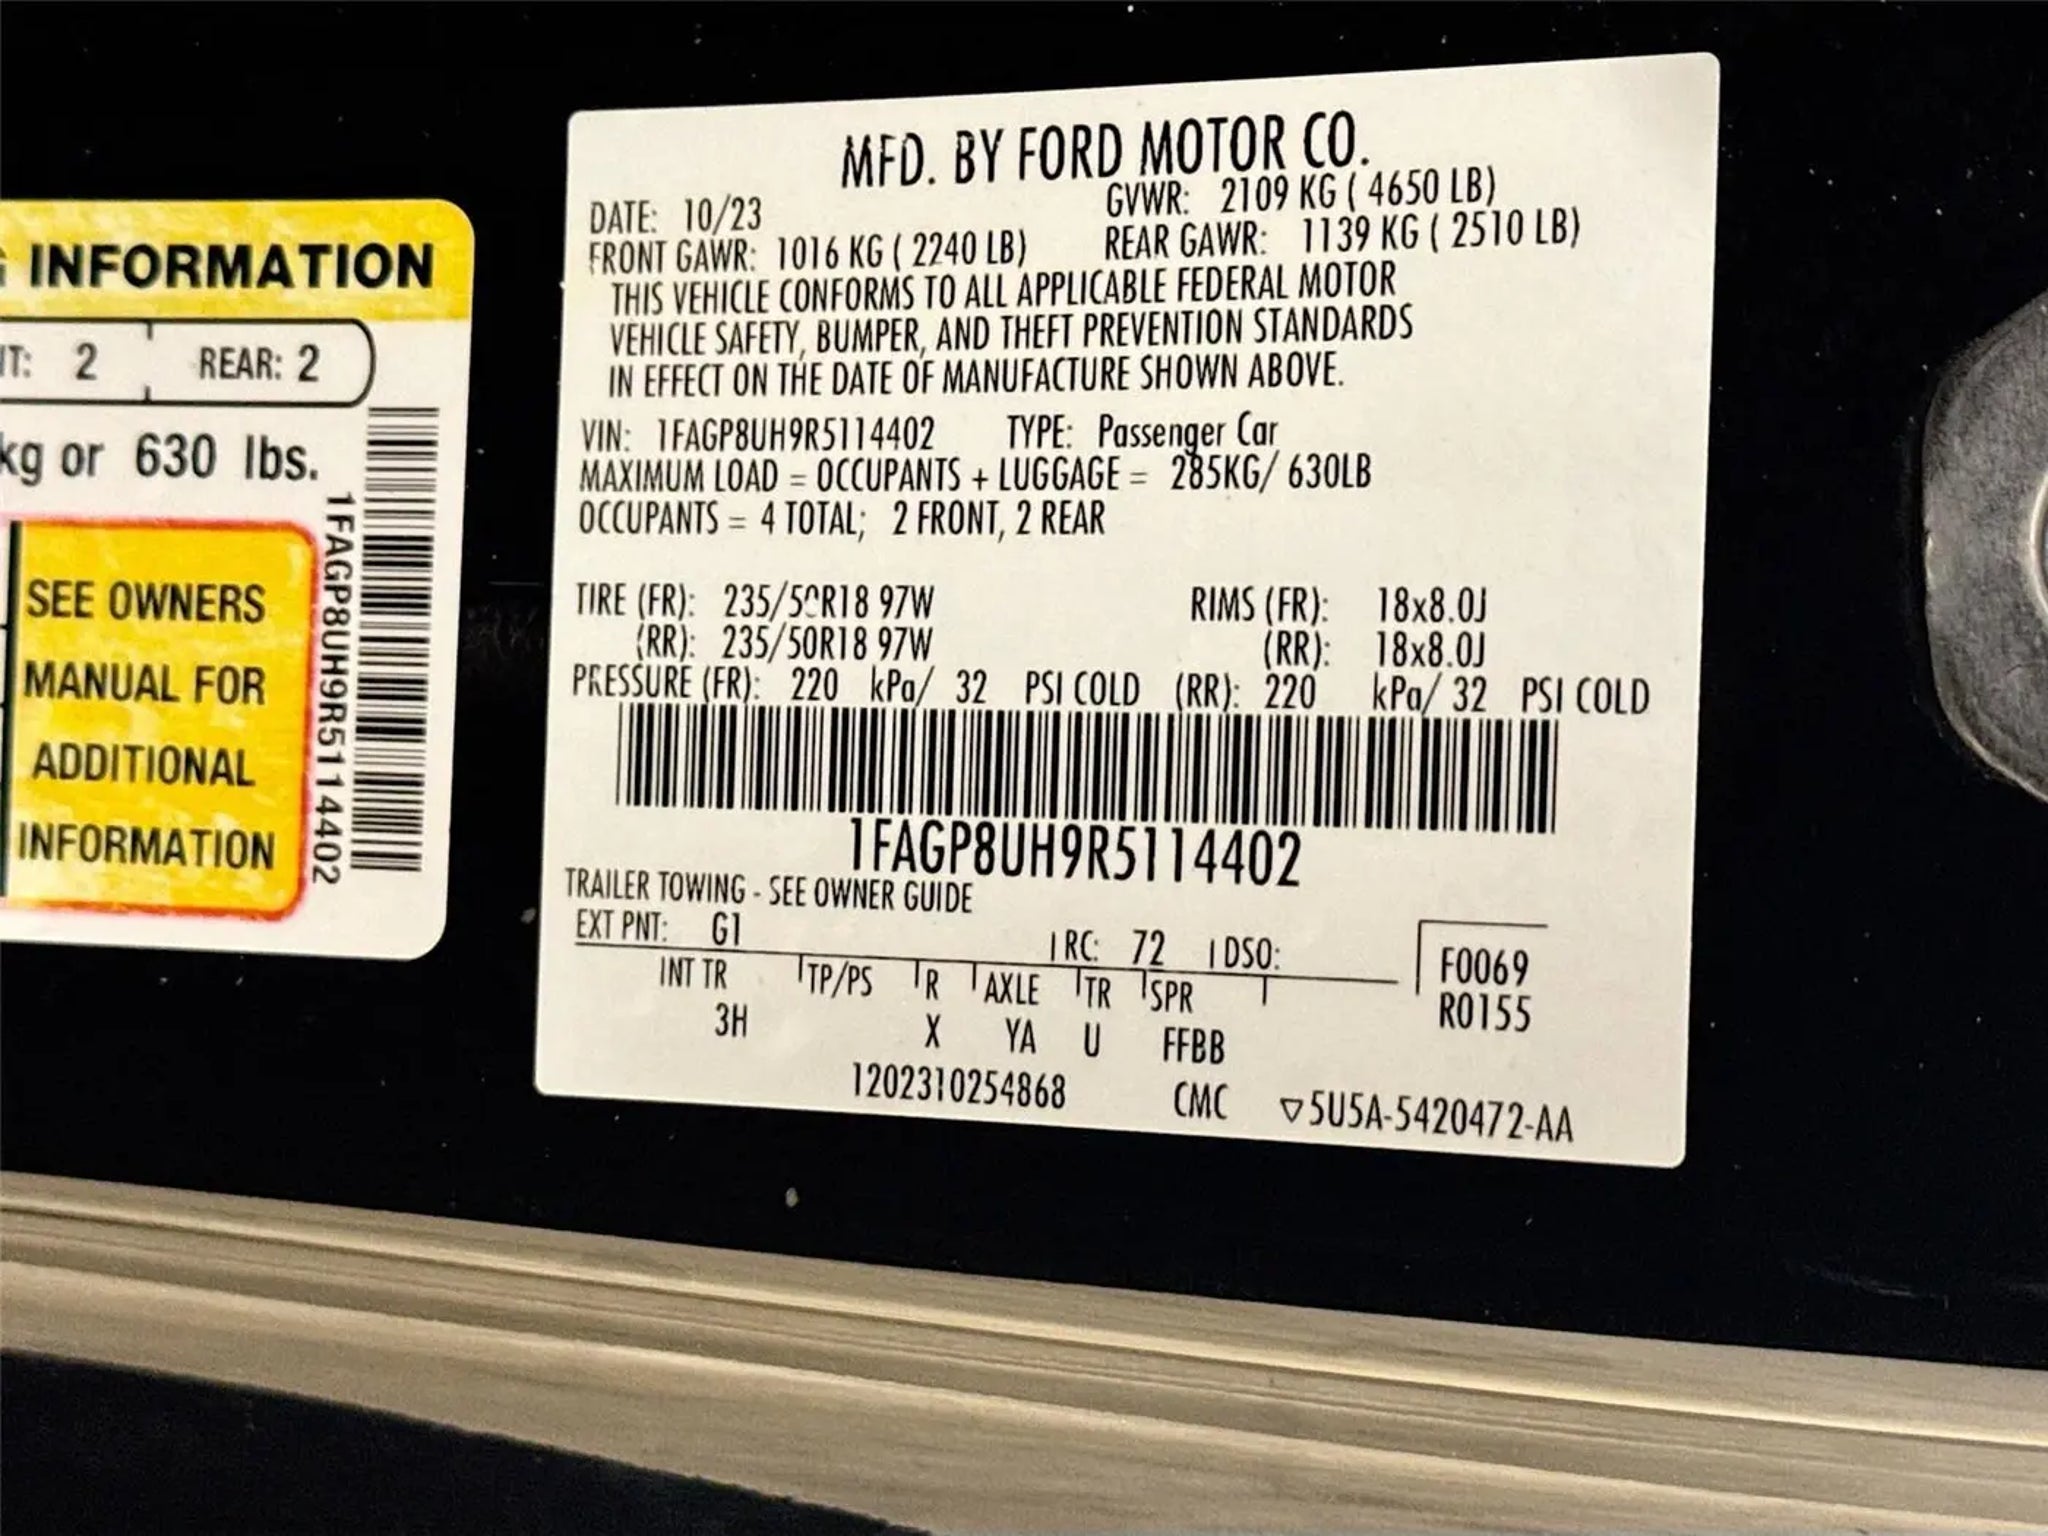 INFORMATION
2 REAR: 2
kg or 630 lbs.
SEE OWNERS
MANUAL FOR
ADDITIONAL
INFORMATION
1FAGP8UH9R5114402
MFD. BY FORD MOTOR CO.
DATE: 10/23 GVWR: 2109 KG ( 4650 LB)
FRONT GAWR: 1016 KG ( 2240 LB) REAR GAWR: 1139 KG ( 2510 LB)
THIS VEHICLE CONFORMS TO ALL APPLICABLE FEDERAL MOTOR
VEHICLE SAFETY, BUMPER, AND THEFT PREVENTION STANDARDS
IN EFFECT ON THE DATE OF MANUFACTURE SHOWN ABOVE.
VIN: 1FAGP8UH9R5114402 TYPE: Passenger Car
MAXIMUM LOAD = OCCUPANTS + LUGGAGE = 285KG/ 630LB
OCCUPANTS = 4 TOTAL; 2 FRONT, 2 REAR
TIRE (FR): 235/50R18 97W RIMS (FR): 18x8.0J
(RR): 235/50R18 97W (RR): 18x8.0J
PRESSURE (FR): 220 kPa/ 32 PSI COLD (RR): 220 kPa/ 32 PSI COLD
1FAGP8UH9R5114402
TRAILER TOWING - SEE OWNER GUIDE
EXT PNT: G1 RC: 72 DSO: F0069
INT TR TP/PS R AXLE TR SPR R0155
3H X YA U FFBB
1202310254868 CMC ▽5U5A-5420472-AA